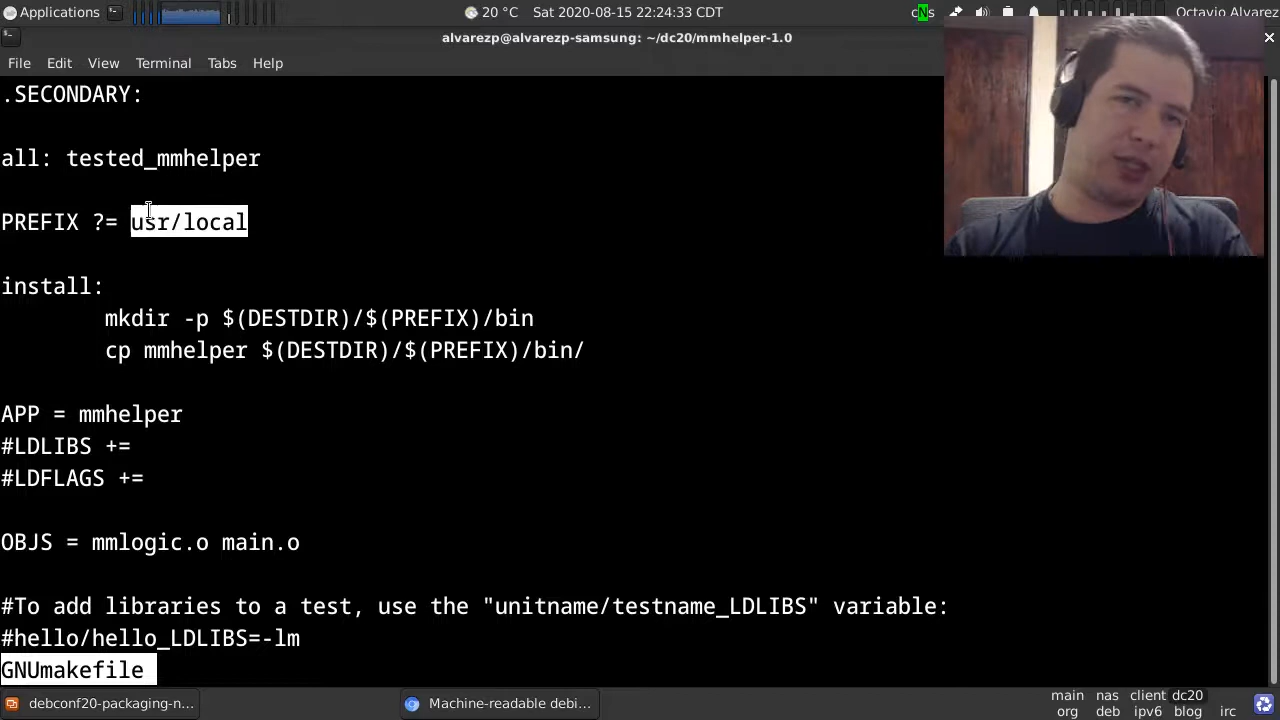 Applications
20 °C Sat 2020-08-15 22:24:33 CDT
Octavio Alvarez
alvarezp@alvarezp-samsung: ~/dc20/mmhelper-1.0
File Edit View Terminal Tabs Help
.SECONDARY:
all: tested_mmhelper
PREFIX ?= usr/local
install:
mkdir -p $(DESTDIR)/$(PREFIX)/bin
cp mmhelper $(DESTDIR)/$(PREFIX)/bin/
APP = mmhelper
#LDLIBS +=
#LDFLAGS +=
OBJS = mmlogic.o main.o
#To add libraries to a test, use the "unitname/testname_LDLIBS" variable:
#hello/hello_LDLIBS=-lm
GNUmakefile
debconf20-packaging-n...
Machine-readable debi...
main nas client dc20
org deb ipv6 blog irc